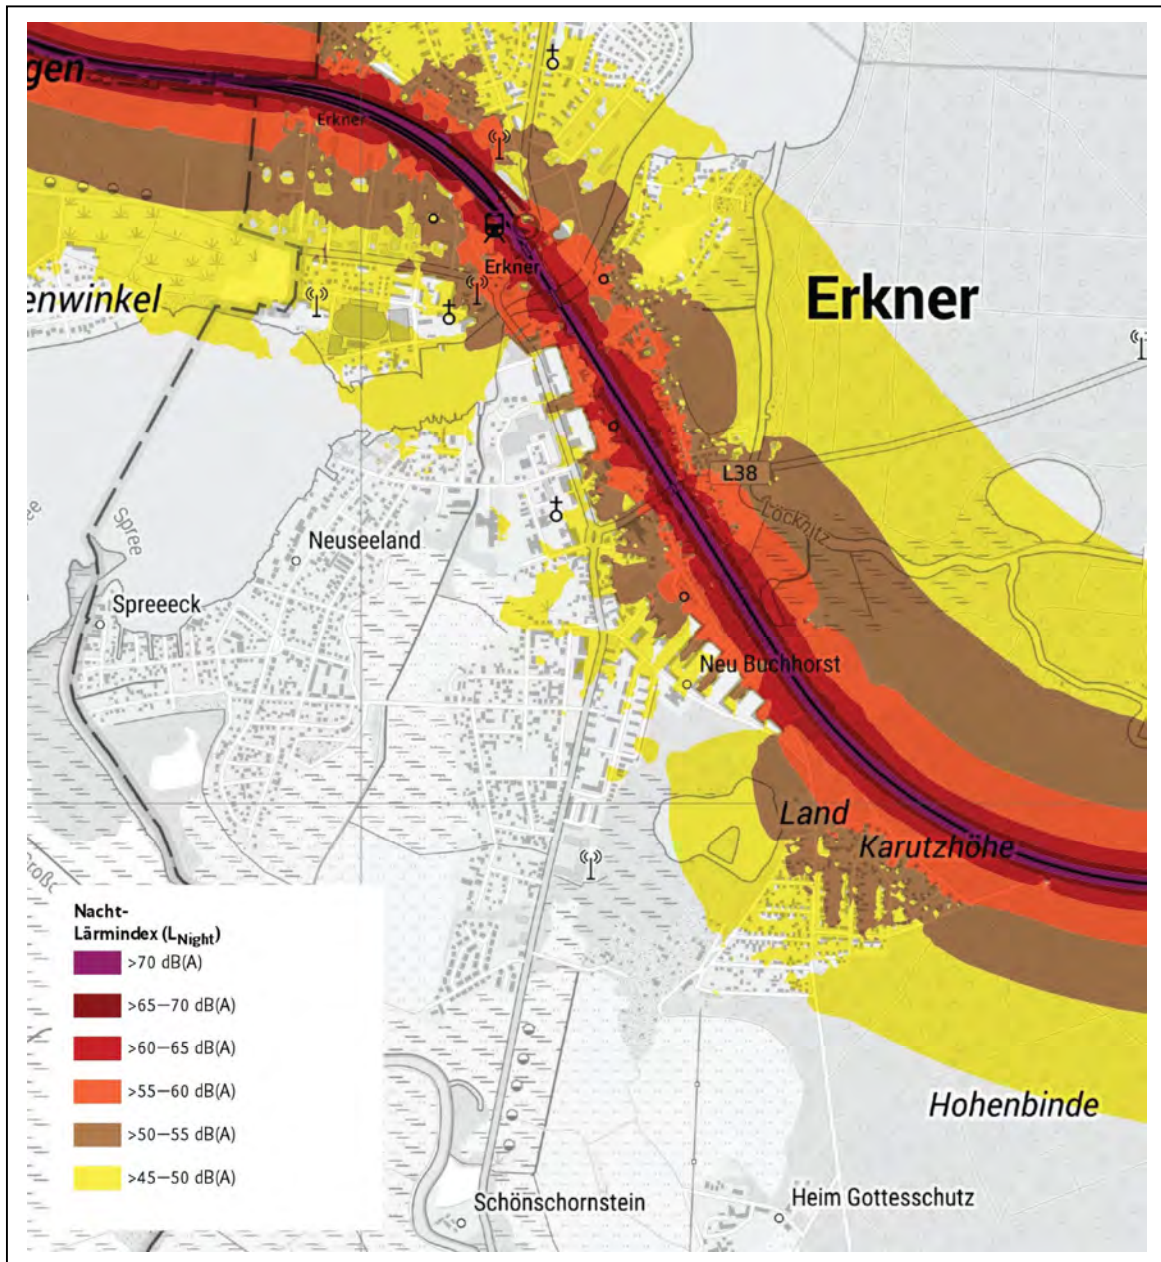 gen
Erkner
Erkner
enwinkel
Erkner
L38
Löcknitz
Spree
Neuseeland
Spreeeck
Neu Buchhorst
Land
Karutzhöhe
Große
Nacht-
Lärmindex (LNight)
>70 dB(A)
>65–70 dB(A)
>60–65 dB(A)
>55–60 dB(A)
>50–55 dB(A)
>45–50 dB(A)
Hohenbinde
Schönschornstein
Heim Gottesschutz